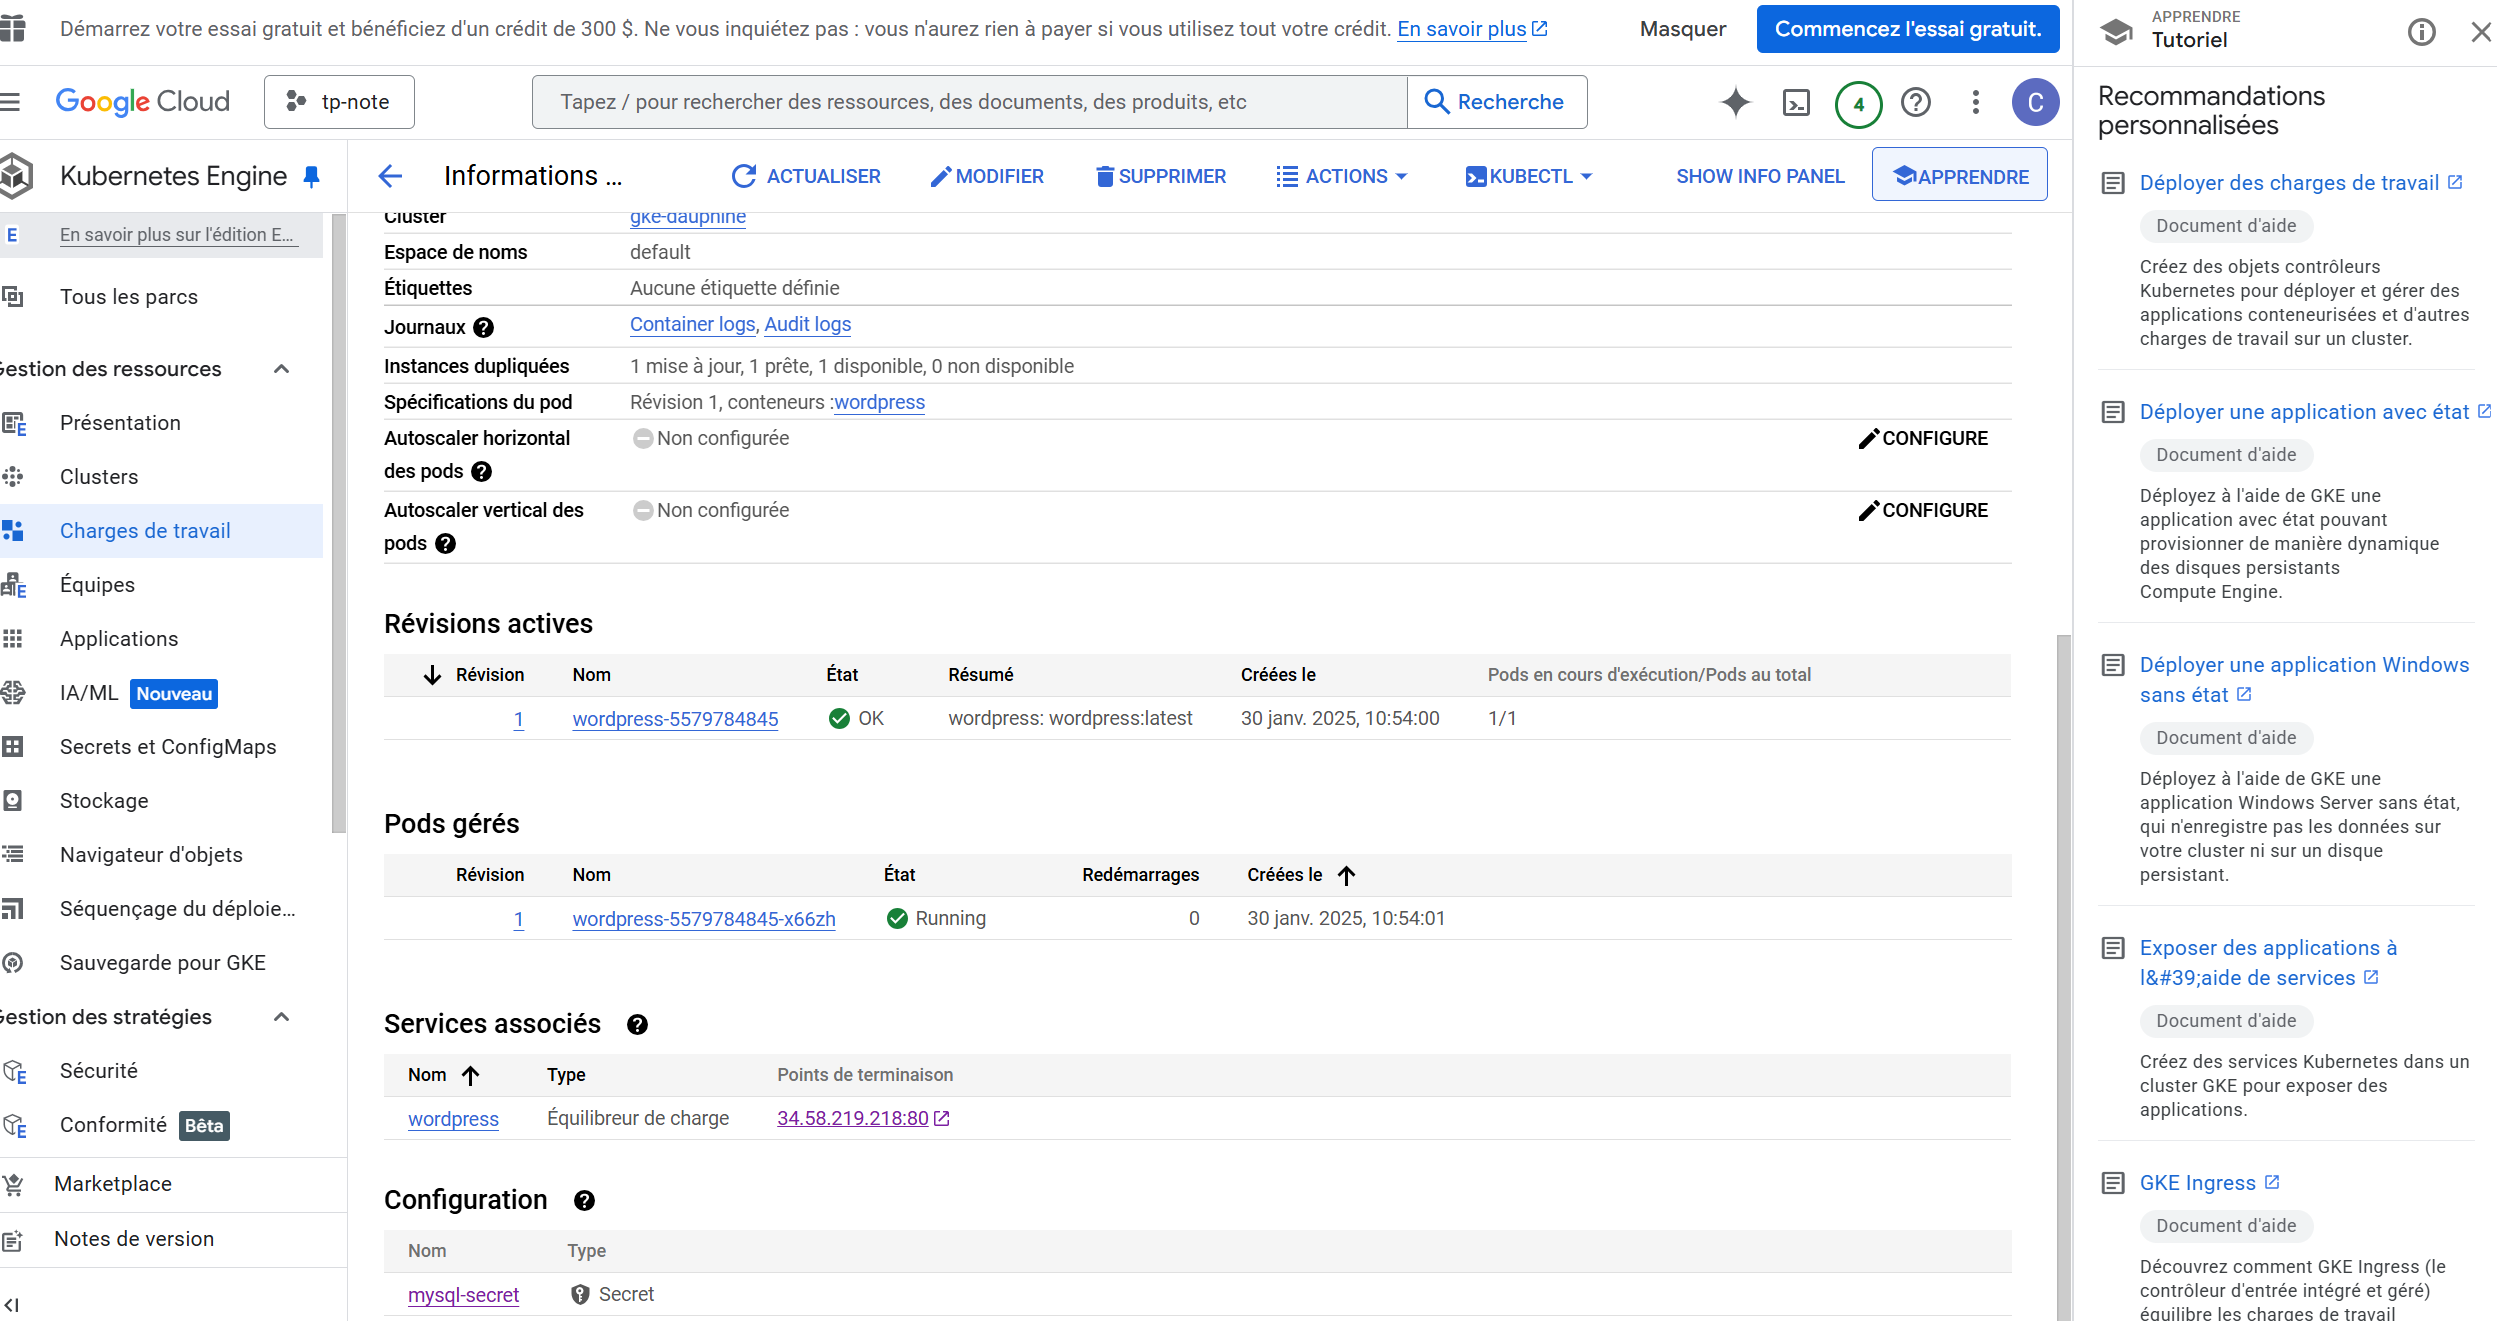 Démarrez votre essai gratuit et bénéficiez d'un crédit de 300 $. Ne vous inquiétez pas : vous n'aurez rien à payer si vous utilisez tout votre crédit. En savoir plus
Masquer
Commencez l'essai gratuit.
APPRENDRE
Tutoriel
Google Cloud
tp-note
Tapez / pour rechercher des ressources, des documents, des produits, etc
Recherche
4
C
Kubernetes Engine
Informations ...
ACTUALISER
MODIFIER
SUPPRIMER
ACTIONS
KUBECTL
SHOW INFO PANEL
APPRENDRE
E En savoir plus sur l'édition E...
Tous les parcs
Gestion des ressources
Présentation
Clusters
Charges de travail
Équipes
Applications
IA/ML Nouveau
Secrets et ConfigMaps
Stockage
Navigateur d'objets
Séquençage du déploie...
Sauvegarde pour GKE
Gestion des stratégies
Sécurité
Conformité Bêta
Marketplace
Notes de version
Cluster gke-dauphine
Espace de noms default
Étiquettes Aucune étiquette définie
Journaux Container logs, Audit logs
Instances dupliquées 1 mise à jour, 1 prête, 1 disponible, 0 non disponible
Spécifications du pod Révision 1, conteneurs :wordpress
Autoscaler horizontal des pods Non configurée CONFIGURE
Autoscaler vertical des pods Non configurée CONFIGURE
Révisions actives
Révision Nom État Résumé Créées le Pods en cours d'exécution/Pods au total
1 wordpress-5579784845 OK wordpress: wordpress:latest 30 janv. 2025, 10:54:00 1/1
Pods gérés
Révision Nom État Redémarrages Créées le
1 wordpress-5579784845-x66zh Running 0 30 janv. 2025, 10:54:01
Services associés
Nom Type Points de terminaison
wordpress Équilibreur de charge 34.58.219.218:80
Configuration
Nom Type
mysql-secret Secret
Recommandations
personnalisées
Déployer des charges de travail
Document d'aide
Créez des objets contrôleurs
Kubernetes pour déployer et gérer des
applications conteneurisées et d'autres
charges de travail sur un cluster.
Déployer une application avec état
Document d'aide
Déployez à l'aide de GKE une
application avec état pouvant
provisionner de manière dynamique
des disques persistants
Compute Engine.
Déployer une application Windows
sans état
Document d'aide
Déployez à l'aide de GKE une
application Windows Server sans état,
qui n'enregistre pas les données sur
votre cluster ni sur un disque
persistant.
Exposer des applications à
l&#39;aide de services
Document d'aide
Créez des services Kubernetes dans un
cluster GKE pour exposer des
applications.
GKE Ingress
Document d'aide
Découvrez comment GKE Ingress (le
contrôleur d'entrée intégré et géré)
équilibre les charges de travail